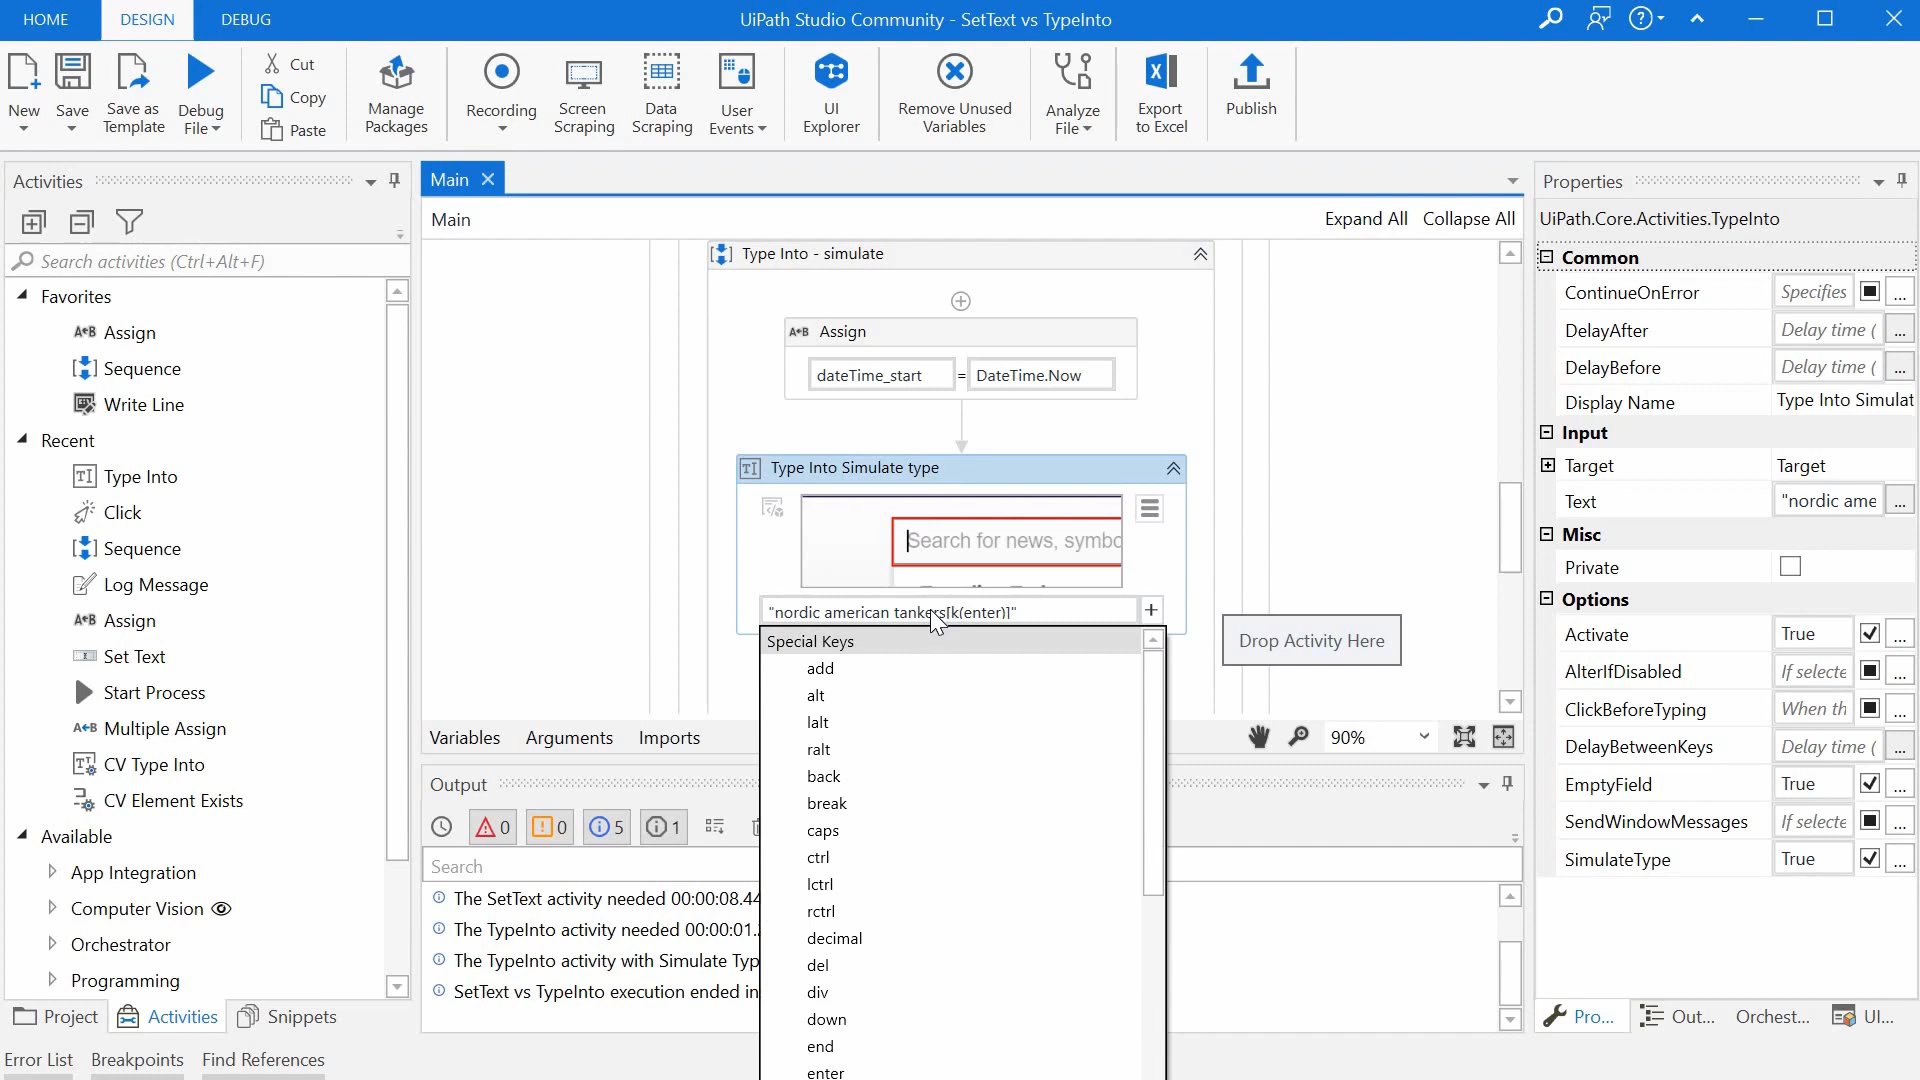 HOME DESIGN DEBUG UiPath Studio Community - SetText vs TypeInto
New Save Save as Template Debug File
Cut
Copy
Paste
Manage Packages
Recording
Screen Scraping
Data Scraping
User Events
UI Explorer
Remove Unused Variables
Analyze File
Export to Excel
Publish
Activities
Search activities (Ctrl+Alt+F)
Favorites
A←B Assign
Sequence
Write Line
Recent
Type Into
Click
Sequence
Log Message
A←B Assign
Set Text
Start Process
A←B Multiple Assign
CV Type Into
CV Element Exists
Available
App Integration
Computer Vision
Orchestrator
Programming
Project Activities Snippets
Error List Breakpoints Find References
Main
Main Expand All Collapse All
Type Into - simulate
A←B Assign
dateTime_start = DateTime.Now
Type Into Simulate type
Search for news, symbo
"nordic american tankers[k(enter)]"
Special Keys
add
alt
lalt
ralt
back
break
caps
ctrl
lctrl
rctrl
decimal
del
div
down
end
enter
Drop Activity Here
Variables Arguments Imports 90%
Output
0 0 5 1
Search
The SetText activity needed 00:00:08.44
The TypeInto activity needed 00:00:01.
The TypeInto activity with Simulate Typ
SetText vs TypeInto execution ended in
Properties
UiPath.Core.Activities.TypeInto
Common
ContinueOnError Specifies ...
DelayAfter Delay time ( ...
DelayBefore Delay time ( ...
Display Name Type Into Simulat
Input
Target Target
Text "nordic ame ...
Misc
Private
Options
Activate True ...
AlterIfDisabled If selecte ...
ClickBeforeTyping When th ...
DelayBetweenKeys Delay time ( ...
EmptyField True ...
SendWindowMessages If selecte ...
SimulateType True ...
Pro... Out... Orchest... UI...